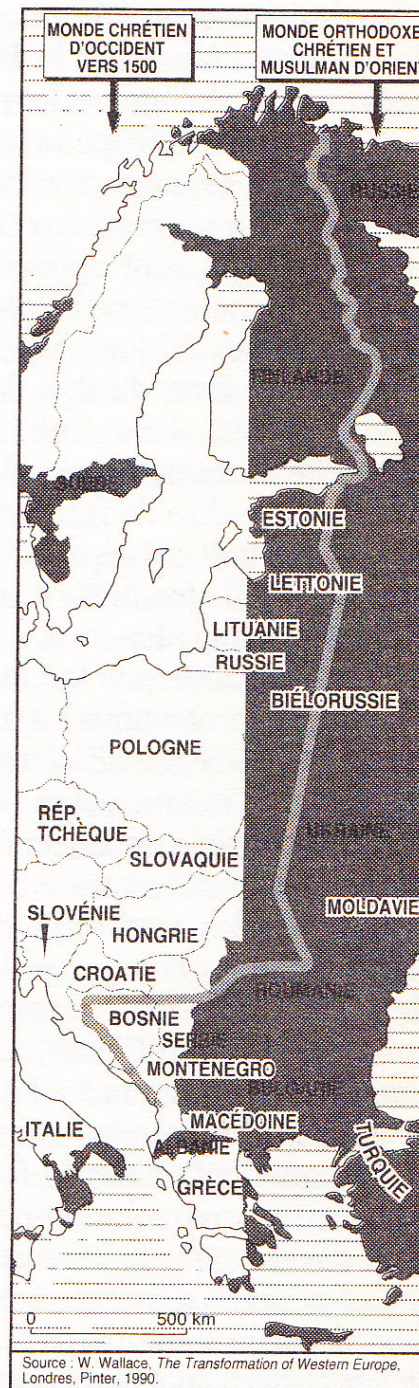 MONDE CHRÉTIEN
D'OCCIDENT
VERS 1500
MONDE ORTHODOXE
CHRÉTIEN ET
MUSULMAN D'ORIENT
RUSSIE
FINLANDE
SUÈDE
ESTONIE
LETTONIE
LITUANIE
RUSSIE
BIÉLORUSSIE
POLOGNE
RÉP.
TCHÈQUE
UKRAINE
SLOVAQUIE
MOLDAVIE
SLOVÉNIE
HONGRIE
CROATIE
ROUMANIE
BOSNIE
SERBIE
MONTENÉGRO
BULGARIE
MACÉDOINE
ITALIE
ALBANIE
TURQUIE
GRÈCE
0 500 km
Source : W. Wallace, The Transformation of Western Europe,
Londres, Pinter, 1990.